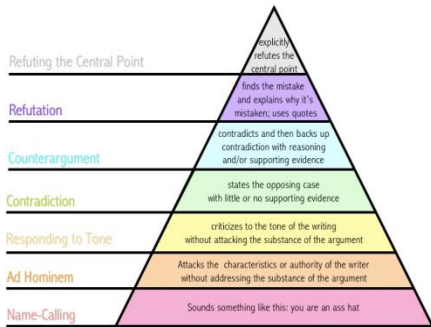 explicitly
refutes the
central point
Refuting the Central Point
finds the mistake
and explains why it's
mistaken; uses quotes
Refutation
contradicts and then backs up
contradiction with reasoning
and/or supporting evidence
Counterargument
states the opposing case
with little or no supporting evidence
Contradiction
criticizes to the tone of the writing
without attacking the substance of the argument
Responding to Tone
Attacks the characteristics or authority of the writer
without addressing the substance of the argument
Ad Hominem
Sounds something like this: you are an ass hat
Name-Calling